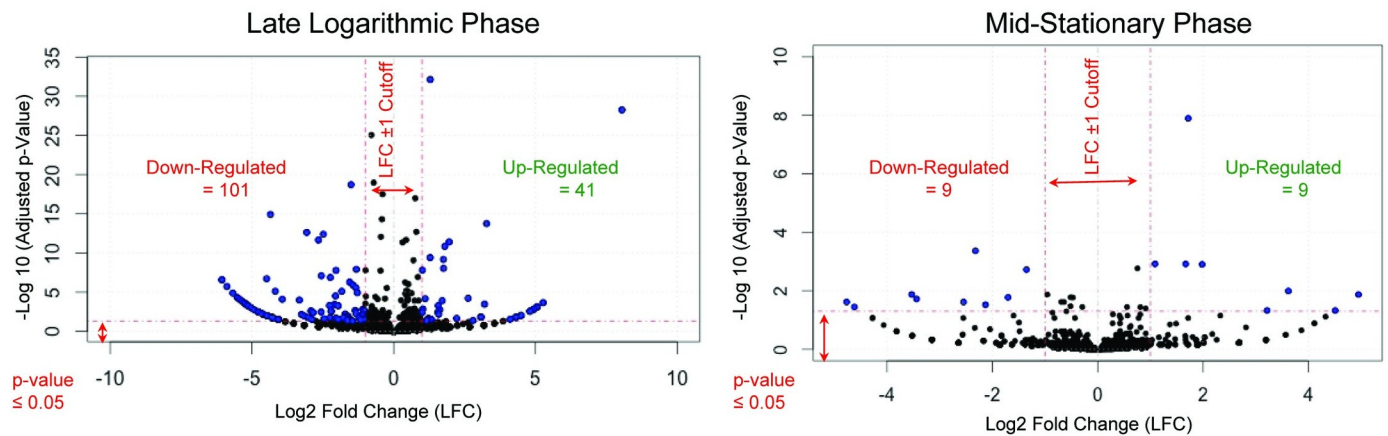 Late Logarithmic Phase
-Log 10 (Adjusted p-Value)
35
30
25
20
15
10
5
0
LFC ±1 Cutoff
Down-Regulated
= 101
Up-Regulated
= 41
p-value
≤ 0.05
-10
-5
0
5
10
Log2 Fold Change (LFC)
Mid-Stationary Phase
-Log 10 (Adjusted p-Value)
10
8
6
4
2
0
LFC ±1 Cutoff
Down-Regulated
= 9
Up-Regulated
= 9
p-value
≤ 0.05
-4
-2
0
2
4
Log2 Fold Change (LFC)